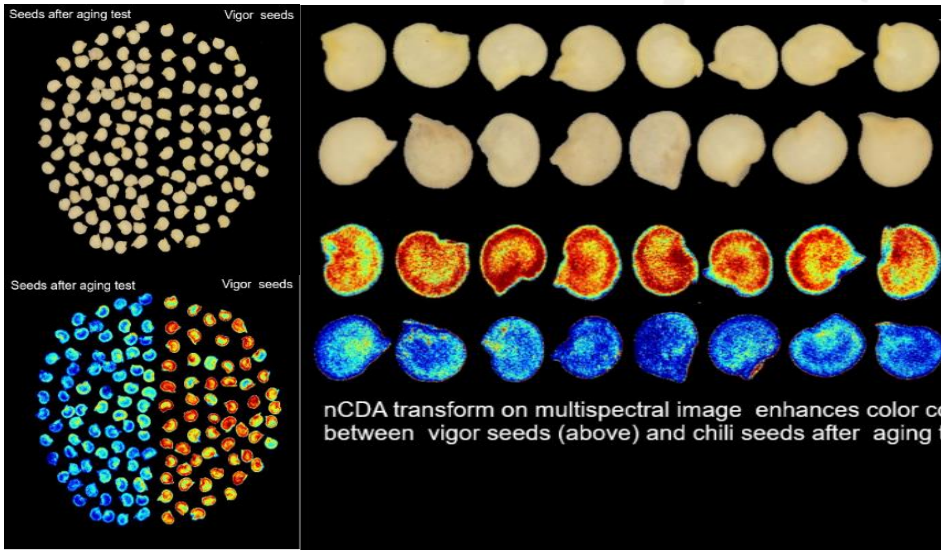 Seeds after aging test
Vigor seeds
Seeds after aging test
Vigor seeds
nCDA transform on multispectral image enhances color
between vigor seeds (above) and chili seeds after aging